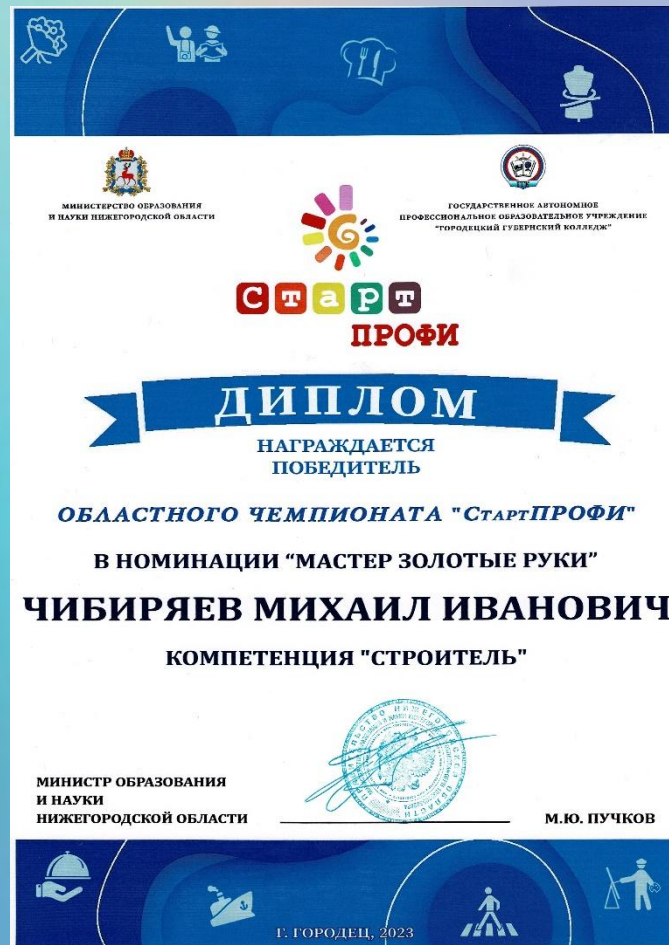 МИНИСТЕРСТВО ОБРАЗОВАНИЯ
И НАУКИ НИЖЕГОРОДСКОЙ ОБЛАСТИ
ГОСУДАРСТВЕННОЕ АВТОНОМНОЕ
ПРОФЕССИОНАЛЬНОЕ ОБРАЗОВАТЕЛЬНОЕ УЧРЕЖДЕНИЕ
"ГОРОДЕЦКИЙ ГУБЕРНСКИЙ КОЛЛЕДЖ"
Старт
ПРОФИ
ДИПЛОМ
НАГРАЖДАЕТСЯ
ПОБЕДИТЕЛЬ
ОБЛАСТНОГО ЧЕМПИОНАТА "СтартПРОФИ"
В НОМИНАЦИИ “МАСТЕР ЗОЛОТЫЕ РУКИ”
ЧИБИРЯЕВ МИХАИЛ ИВАНОВИЧ
КОМПЕТЕНЦИЯ "СТРОИТЕЛЬ"
МИНИСТР ОБРАЗОВАНИЯ
И НАУКИ
НИЖЕГОРОДСКОЙ ОБЛАСТИ
М.Ю. ПУЧКОВ
Г. ГОРОДЕЦ, 2023